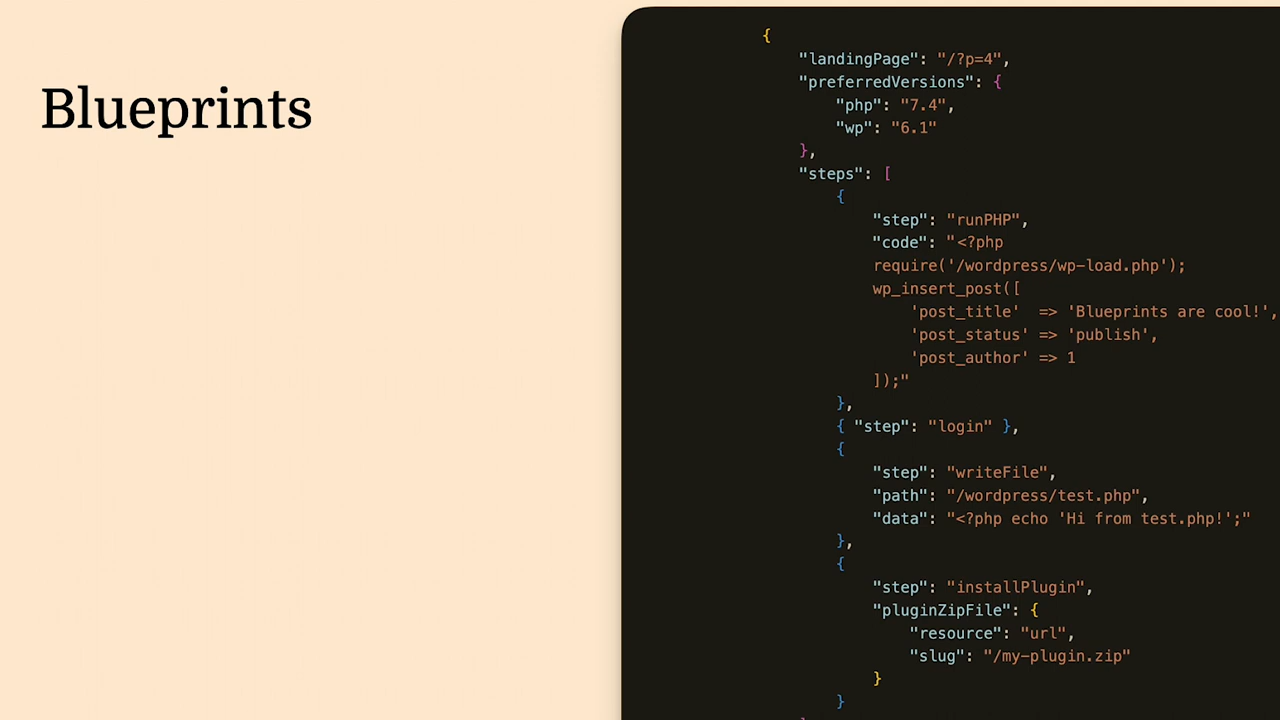 Blueprints
{
"landingPage": "/?p=4",
"preferredVersions": {
"php": "7.4",
"wp": "6.1"
},
"steps": [
{
"step": "runPHP",
"code": "<?php
require('/wordpress/wp-load.php');
wp_insert_post([
'post_title'  => 'Blueprints are cool!',
'post_status' => 'publish',
'post_author' => 1
]);"
},
{ "step": "login" },
{
"step": "writeFile",
"path": "/wordpress/test.php",
"data": "<?php echo 'Hi from test.php!';"
},
{
"step": "installPlugin",
"pluginZipFile": {
"resource": "url",
"slug": "/my-plugin.zip"
}
}